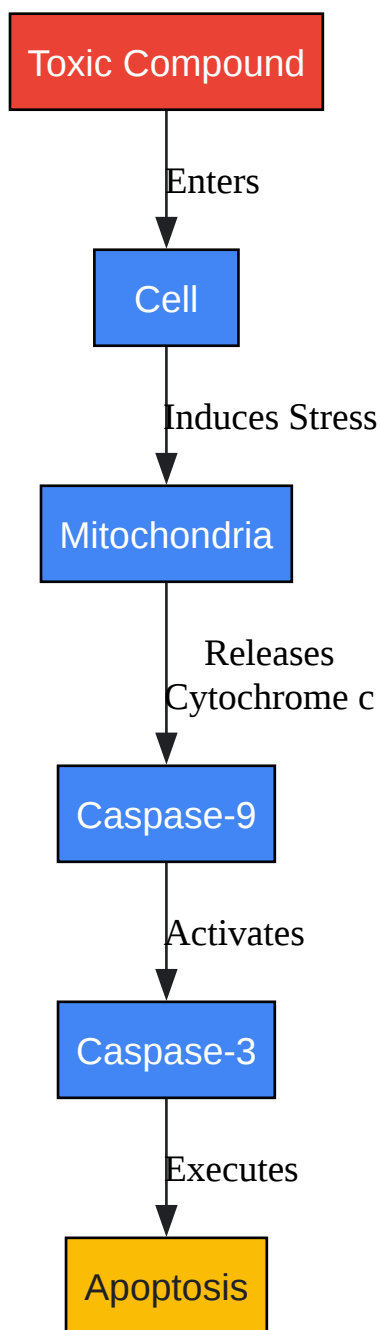 Toxic Compound
Enters
Cell
Induces Stress
Mitochondria
Releases
Cytochrome c
Caspase-9
Activates
Caspase-3
Executes
Apoptosis